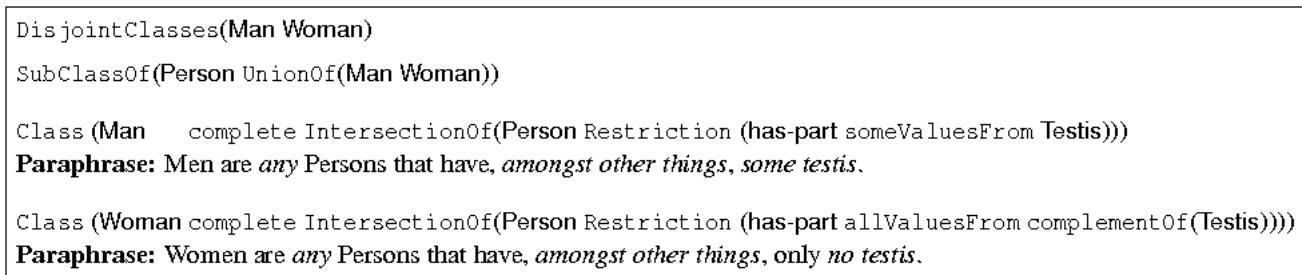 DisjointClasses(Man Woman)
SubClassOf(Person UnionOf(Man Woman))
Class (Man complete IntersectionOf(Person Restriction (has-part someValuesFrom Testis)))
Paraphrase: Men are any Persons that have, amongst other things, some testis.
Class (Woman complete IntersectionOf(Person Restriction (has-part allValuesFrom complementOf(Testis))))
Paraphrase: Women are any Persons that have, amongst other things, only no testis.